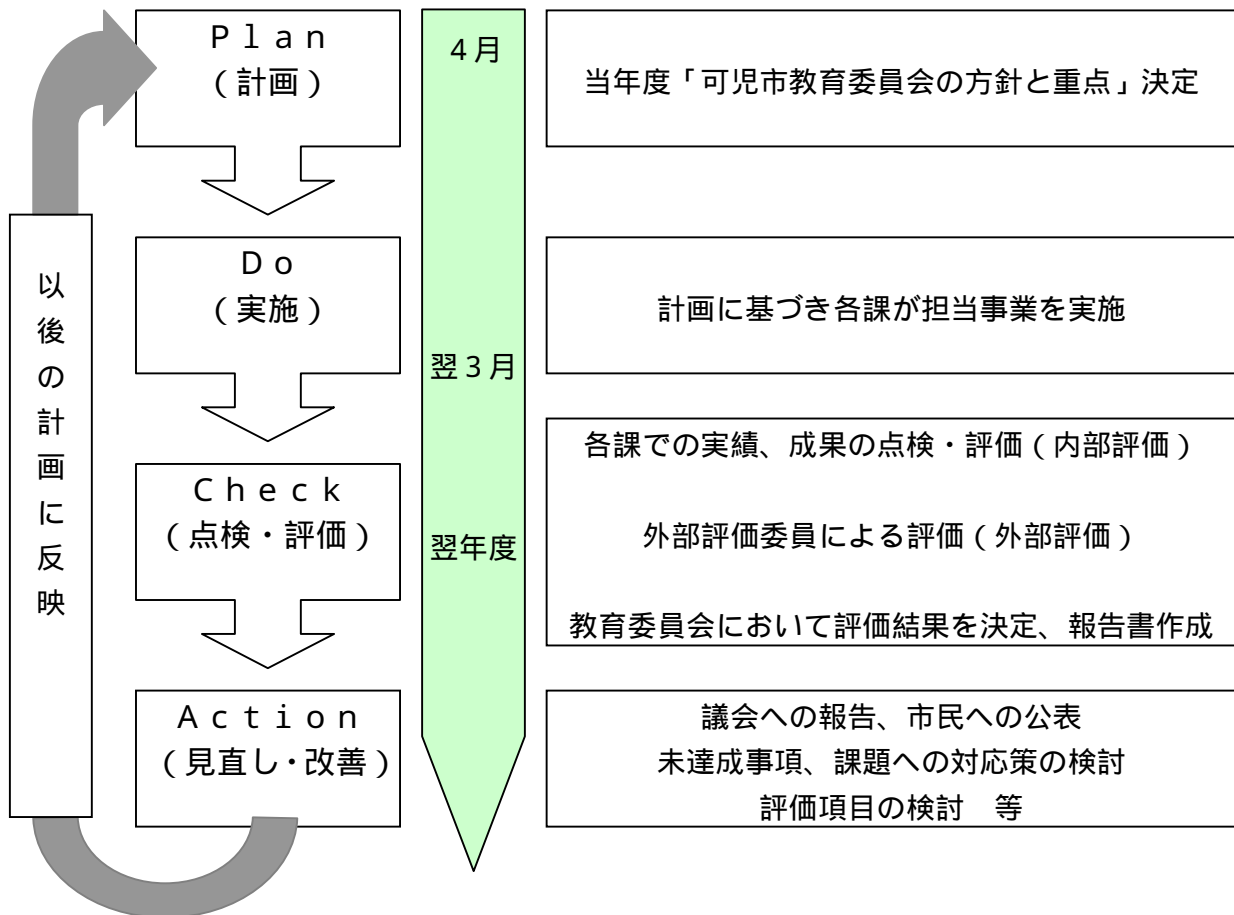 Ｐｌａｎ
（計画）
４月
当年度「可児市教育委員会の方針と重点」決定
Ｄｏ
（実施）
計画に基づき各課が担当事業を実施
翌３月
Ｃｈｅｃｋ
（点検・評価）
翌年度
各課での実績、成果の点検・評価（内部評価）
外部評価委員による評価（外部評価）
教育委員会において評価結果を決定、報告書作成
Ａｃｔｉｏｎ
（見直し・改善）
議会への報告、市民への公表
未達成事項、課題への対応策の検討
評価項目の検討　等
以後の計画に反映